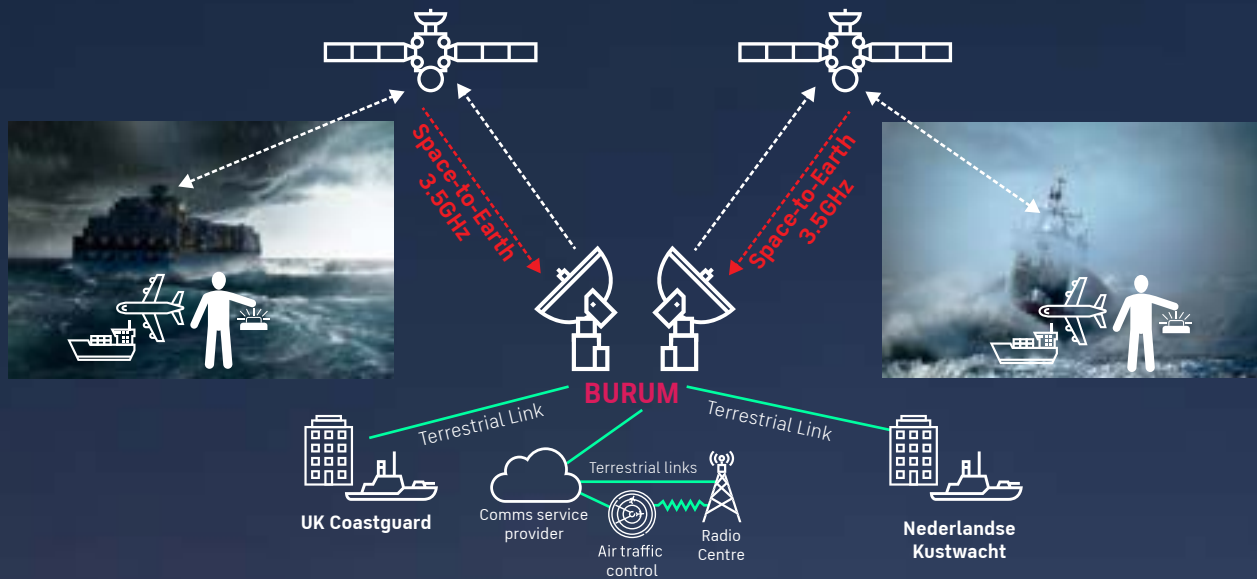 Space-to-Earth
3.5GHz
Space-to-Earth
3.5GHz
BURUM
Terrestrial Link
Terrestrial Link
Terrestrial links
UK Coastguard
Comms service
provider
Air traffic
control
Radio
Centre
Nederlandse
Kustwacht